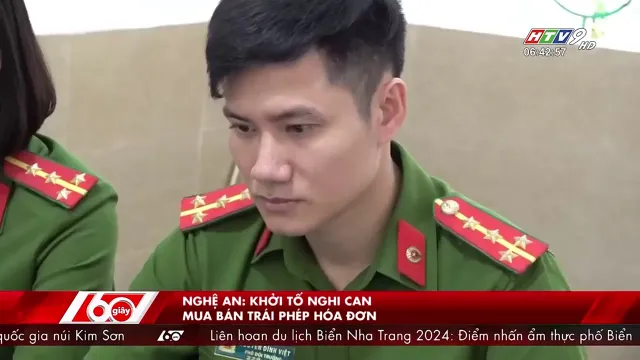 HTV9 HD
06:42:57
NGHỆ AN: KHỞI TỐ NGHI CAN
MUA BÁN TRÁI PHÉP HÓA ĐƠN
60 giây
quốc gia núi Kim Sơn
60giây
Liên hoan du lịch Biển Nha Trang 2024: Điểm nhấn ẩm thực phố Biển